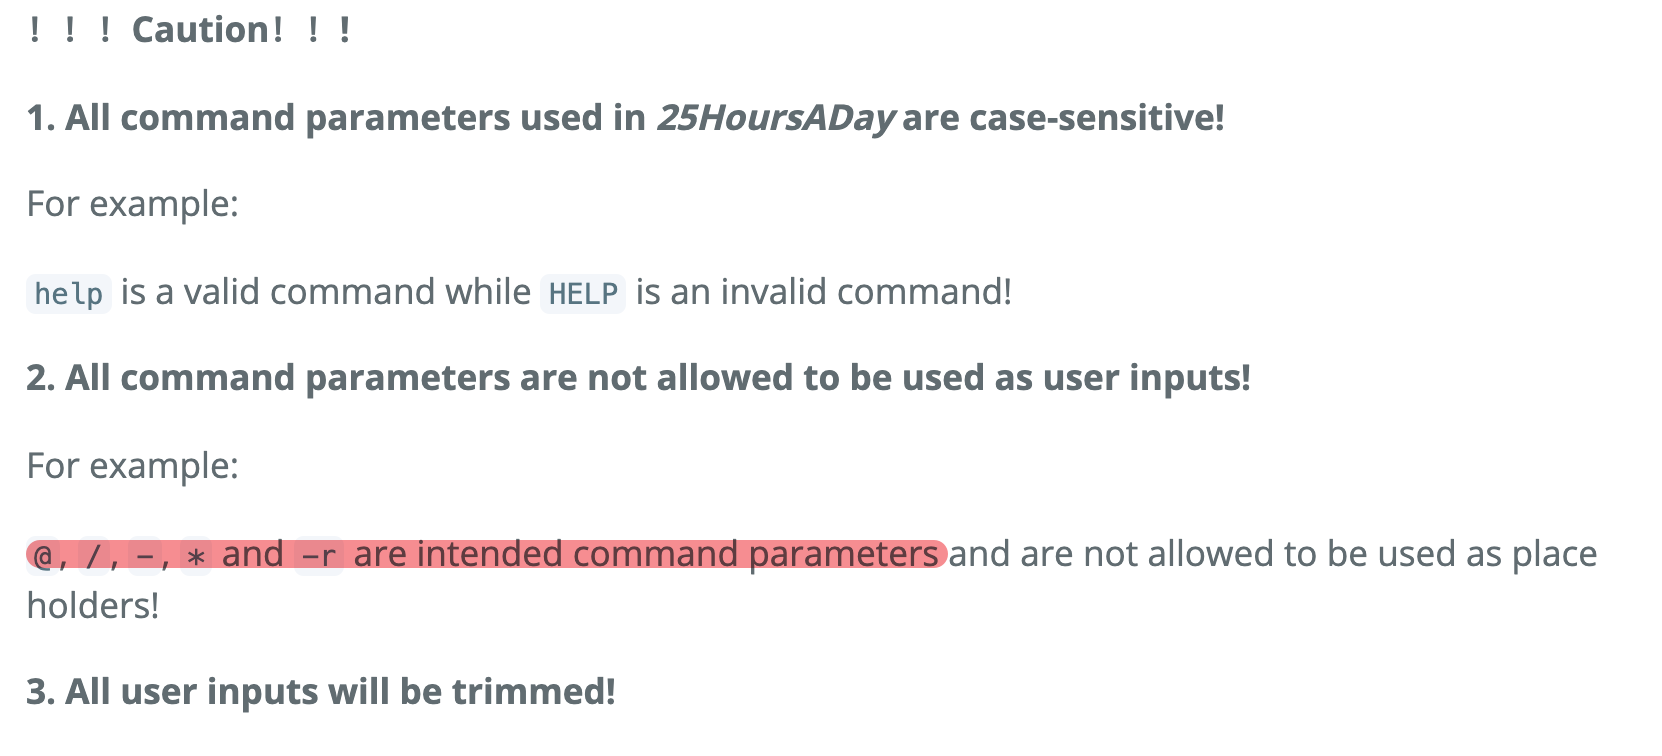 ! ! ! Caution! ! !
1. All command parameters used in 25HoursADay are case-sensitive!
For example:
help is a valid command while HELP is an invalid command!
2. All command parameters are not allowed to be used as user inputs!
For example:
@, /, -, * and -r are intended command parameters and are not allowed to be used as place
holders!
3. All user inputs will be trimmed!